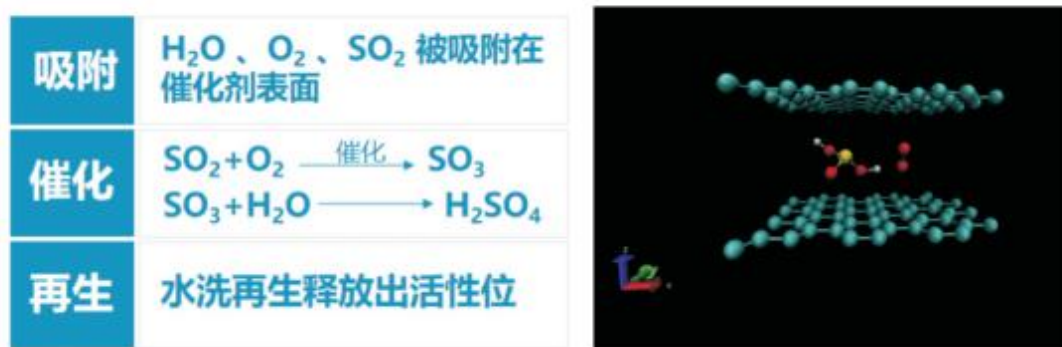 吸附
H₂O 、O₂ 、SO₂ 被吸附在
催化剂表面
催化
SO₂+O₂ 催化→ SO₃
SO₃+H₂O → H₂SO₄
再生
水洗再生释放出活性位